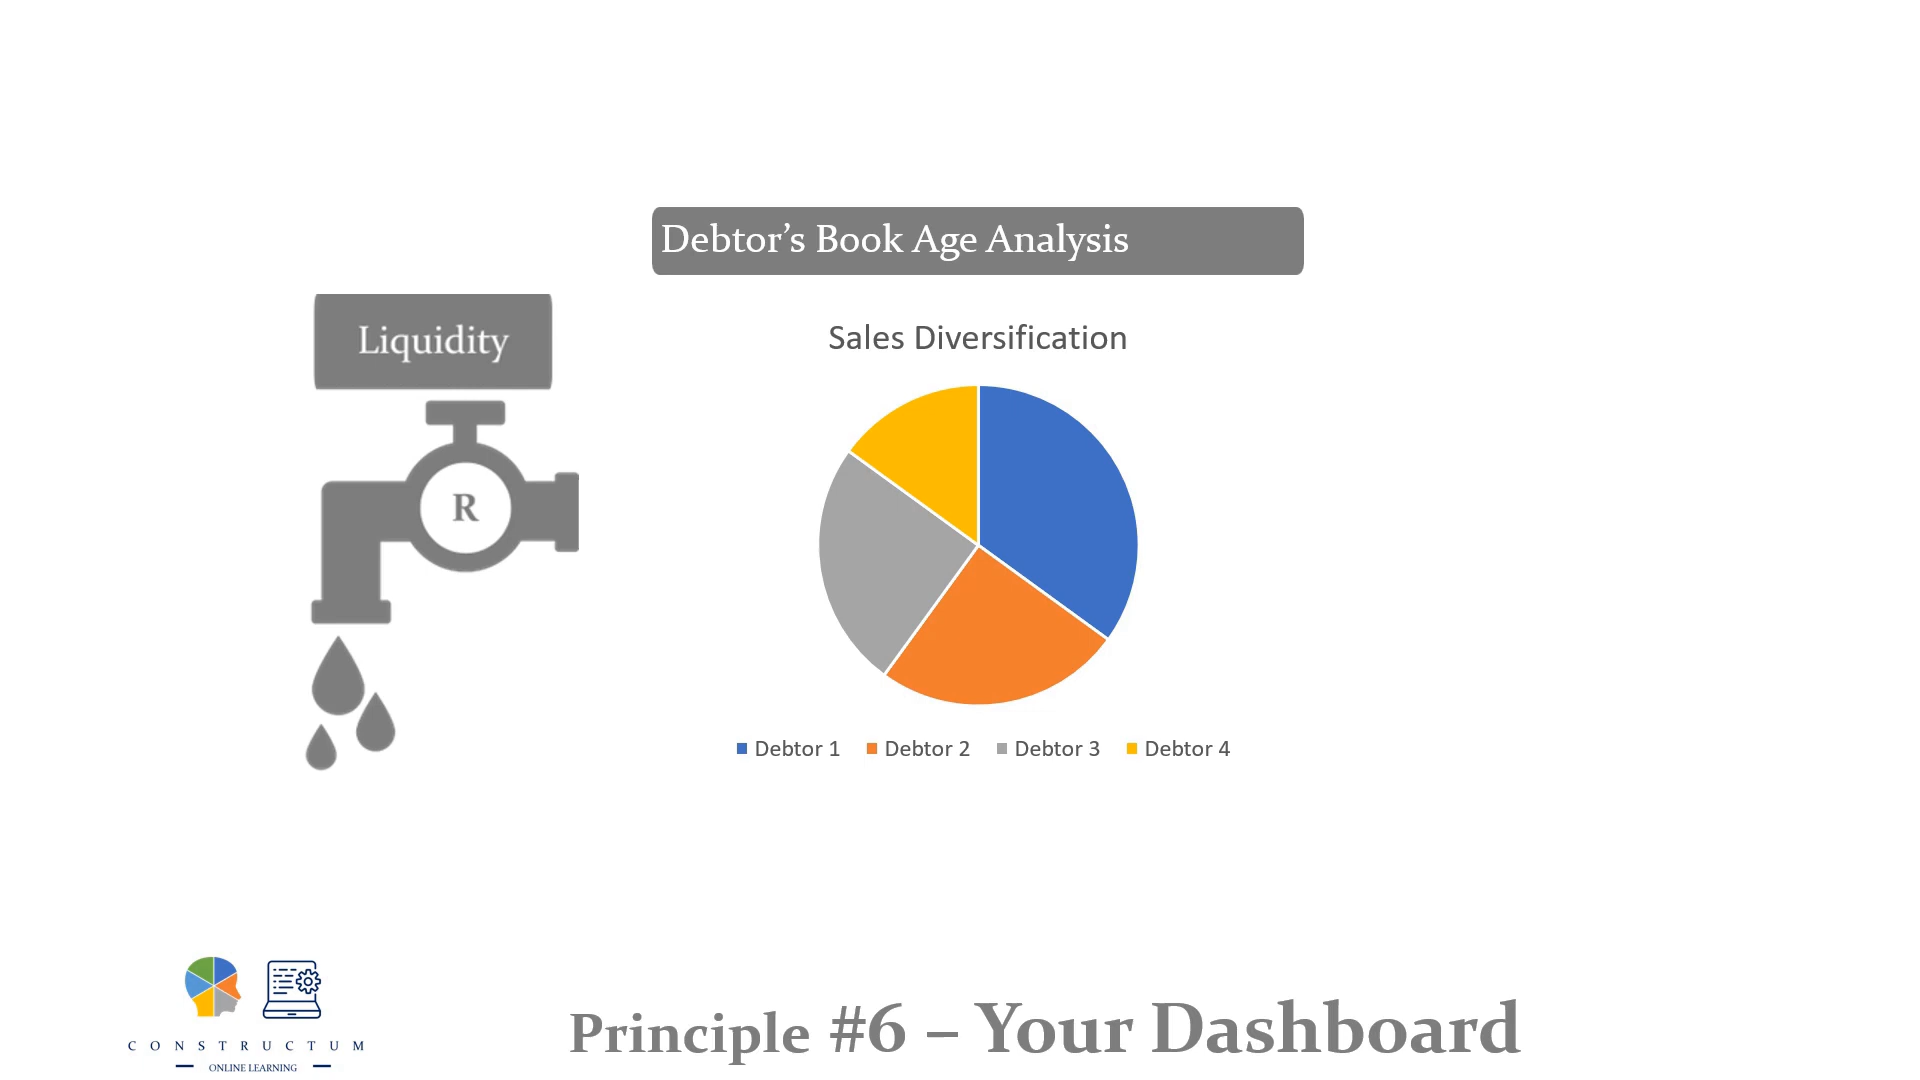 Debtor’s Book Age Analysis
Liquidity
R
Sales Diversification
Debtor 1 Debtor 2 Debtor 3 Debtor 4
CONSTRUCTUM
ONLINE LEARNING
Principle #6 – Your Dashboard